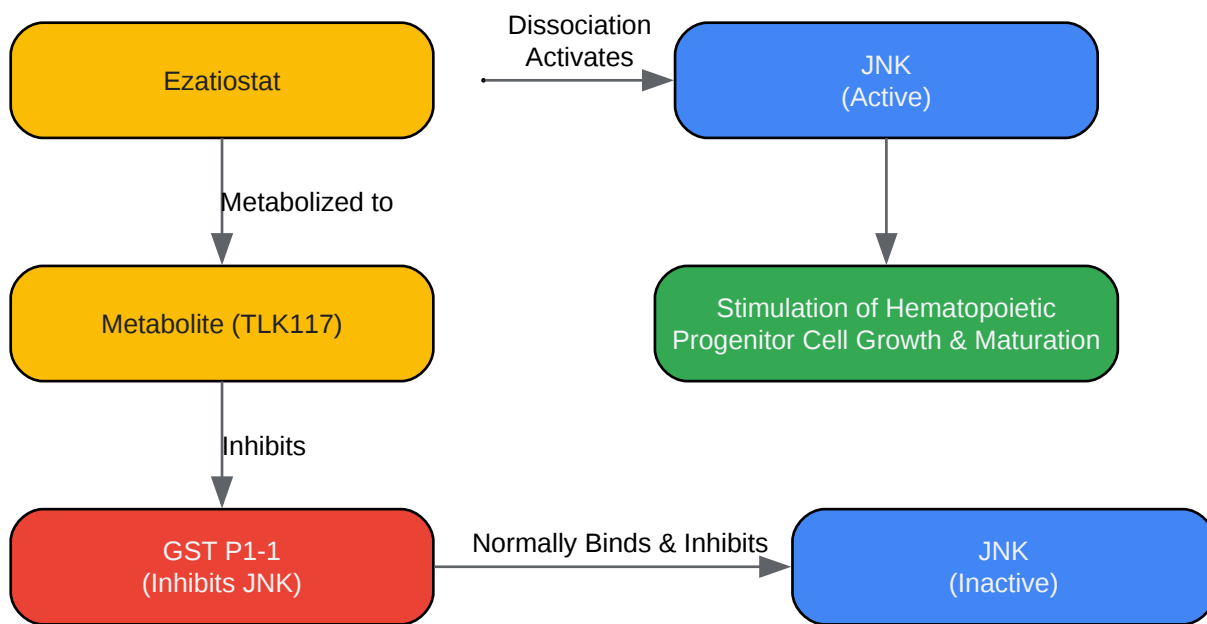 Ezatiostat
Dissociation
Activates
JNK
(Active)
Metabolized to
Metabolite (TLK117)
Stimulation of Hematopoietic
Progenitor Cell Growth & Maturation
Inhibits
GST P1-1
(Inhibits JNK)
Normally Binds & Inhibits
JNK
(Inactive)